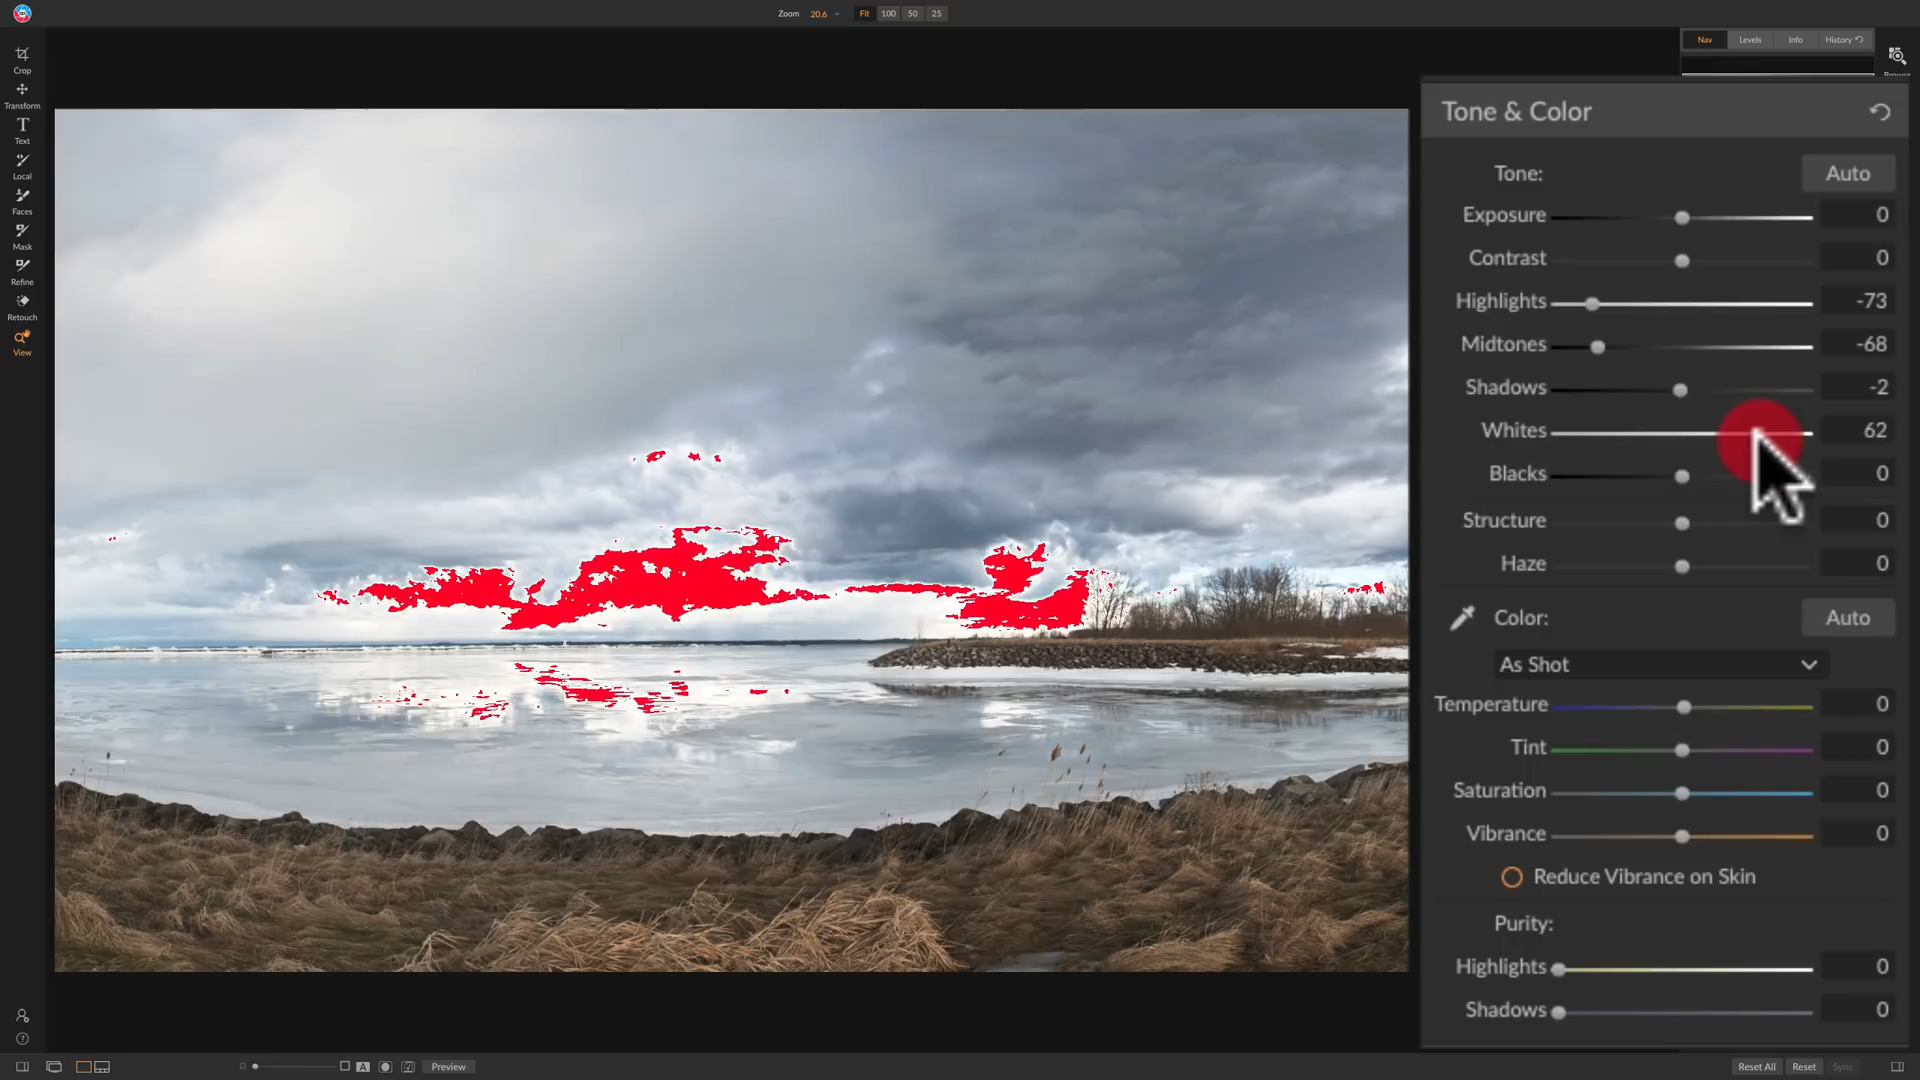 Zoom 20.6 Fit 100 50 25
Nav Levels Info History
Crop
Transform
Text
Local
Faces
Mask
Refine
Retouch
View
Tone & Color
Tone: Auto
Exposure 0
Contrast 0
Highlights -73
Midtones -68
Shadows -2
Whites 62
Blacks 0
Structure 0
Haze 0
Color: Auto
As Shot
Temperature 0
Tint 0
Saturation 0
Vibrance 0
Reduce Vibrance on Skin
Purity:
Highlights 0
Shadows 0
A Preview Reset All Reset Sync